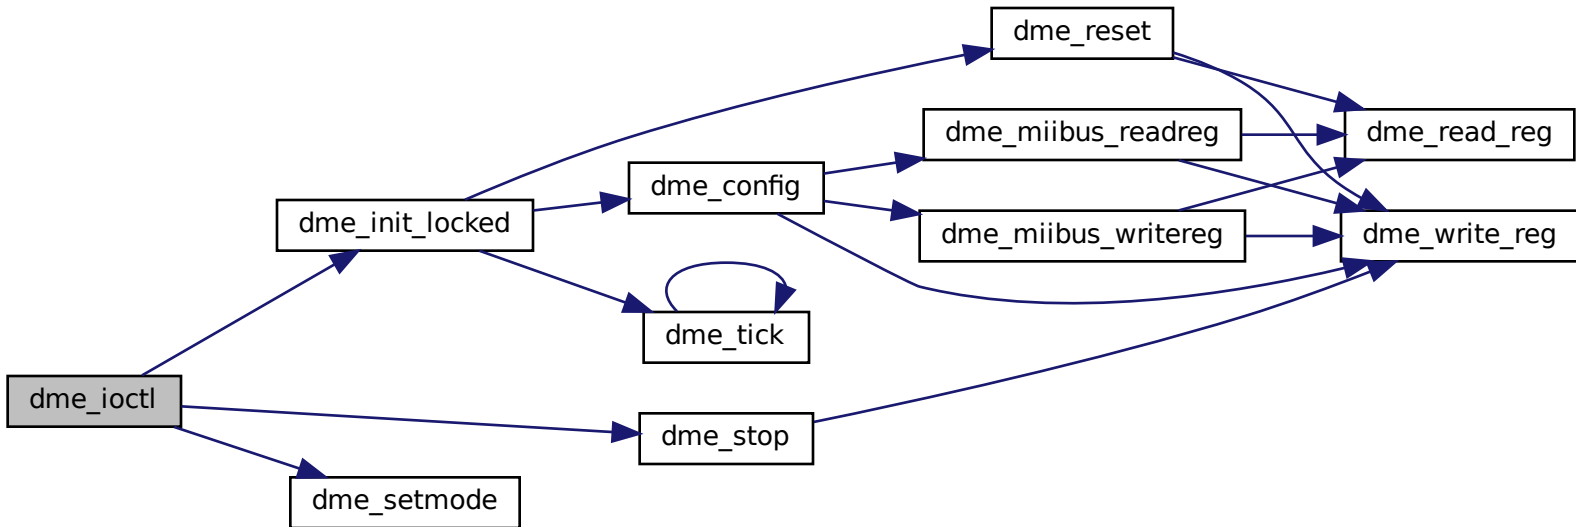 dme_reset
dme_miibus_readreg
dme_read_reg
dme_config
dme_init_locked
dme_miibus_writereg
dme_write_reg
dme_tick
dme_ioctl
dme_stop
dme_setmode